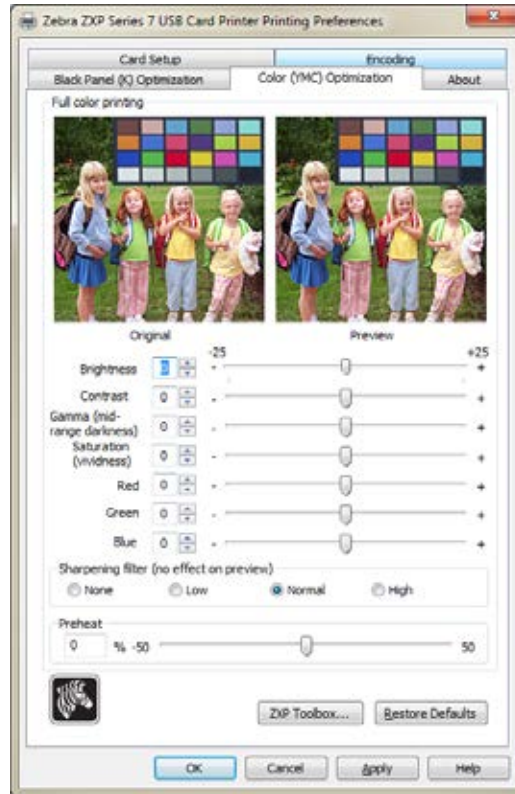 Zebra ZXP Series 7 USB Card Printer Printing Preferences
Card Setup Encoding
Black Panel (K) Optimization Color (YMC) Optimization About
Full color printing
Original Preview
-25 +25
Brightness 0 - +
Contrast 0 - +
Gamma (mid-
range darkness) 0 - +
Saturation
(vividness) 0 - +
Red 0 - +
Green 0 - +
Blue 0 - +
Sharpening filter (no effect on preview)
None Low Normal High
Preheat
0 % -50 50
ZXP Toolbox... Restore Defaults
OK Cancel Apply Help